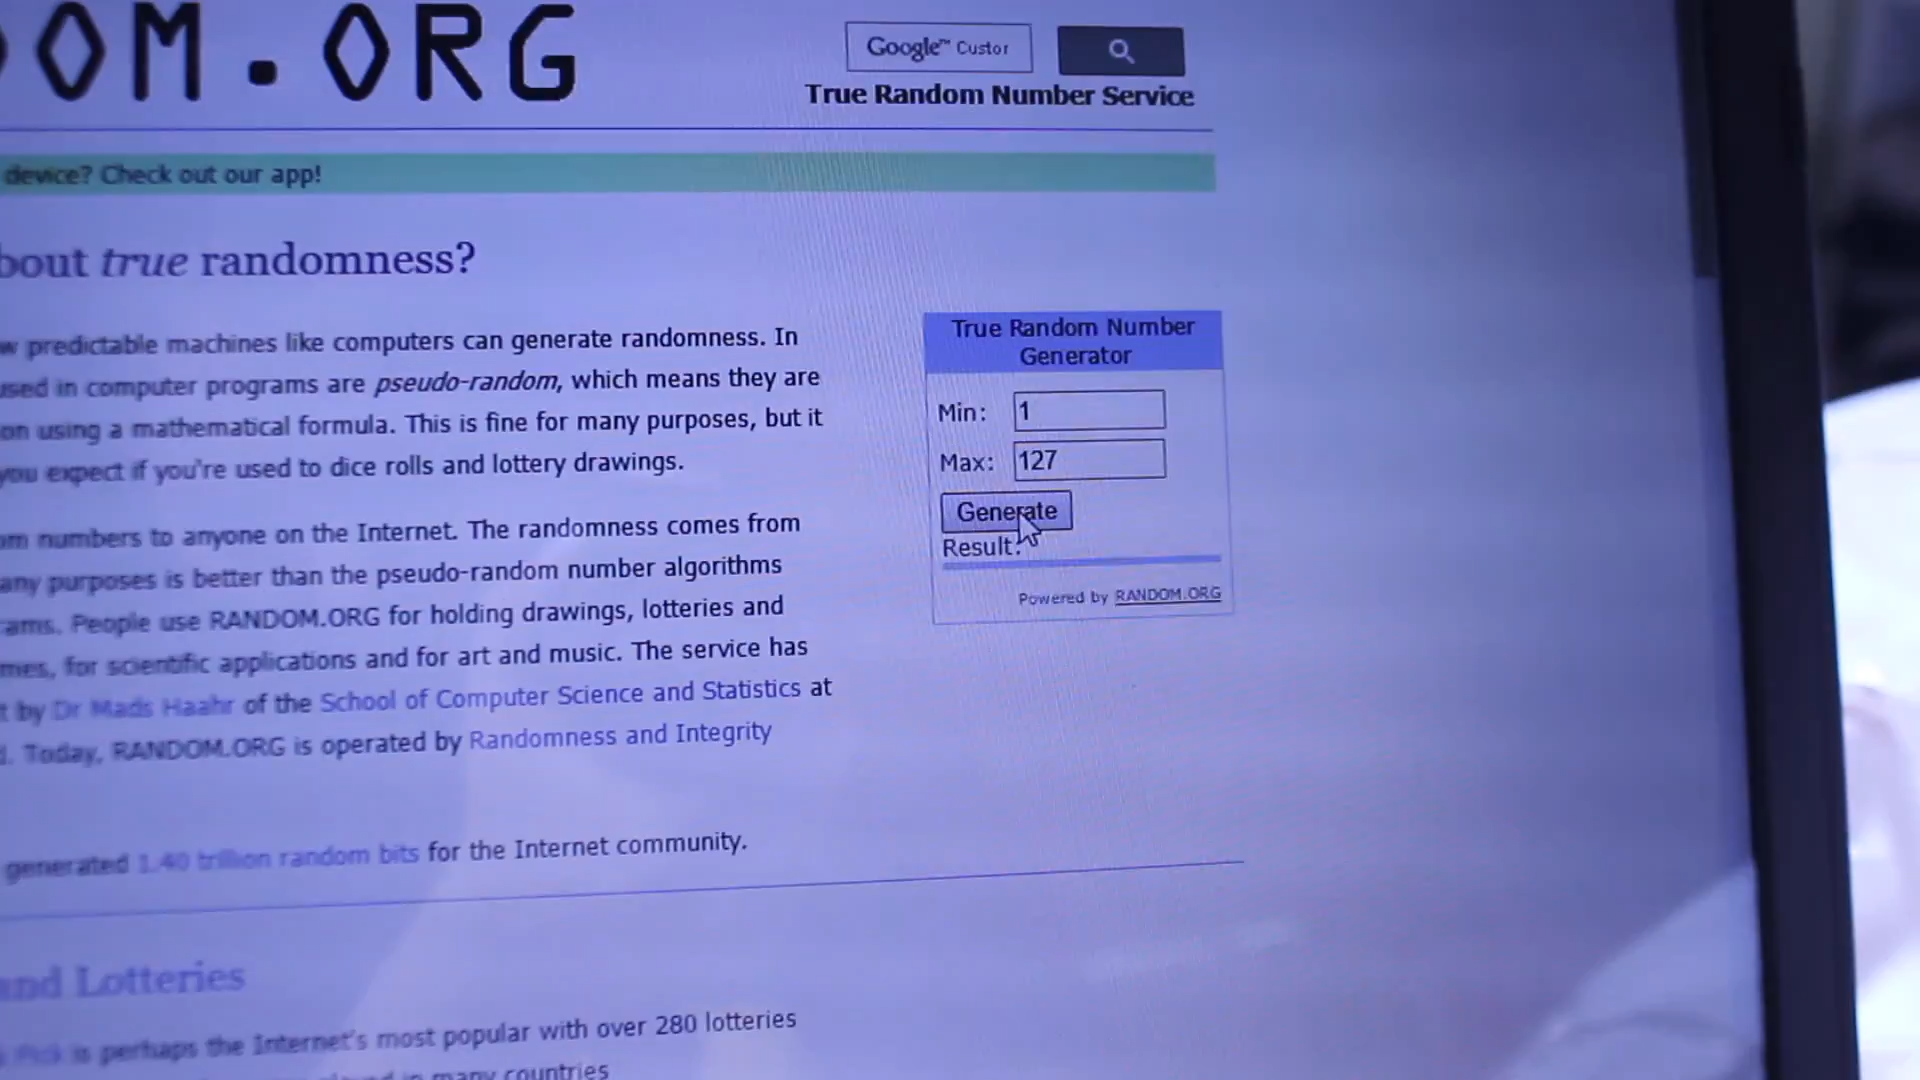 OM.ORG
Google™ Custor
True Random Number Service
device? Check out our app!
bout true randomness?
w predictable machines like computers can generate randomness. In
used in computer programs are pseudo-random, which means they are
on using a mathematical formula. This is fine for many purposes, but it
you expect if you're used to dice rolls and lottery drawings.
om numbers to anyone on the Internet. The randomness comes from
any purposes is better than the pseudo-random number algorithms
ams. People use RANDOM.ORG for holding drawings, lotteries and
mes, for scientific applications and for art and music. The service has
t by Dr Mads Haahr of the School of Computer Science and Statistics at
d. Today, RANDOM.ORG is operated by Randomness and Integrity
generated 1.40 trillion random bits for the Internet community.
and Lotteries
Pick is perhaps the Internet's most popular with over 280 lotteries
in many countries
True Random Number
Generator
Min: 1
Max: 127
Generate
Result:
Powered by RANDOM.ORG